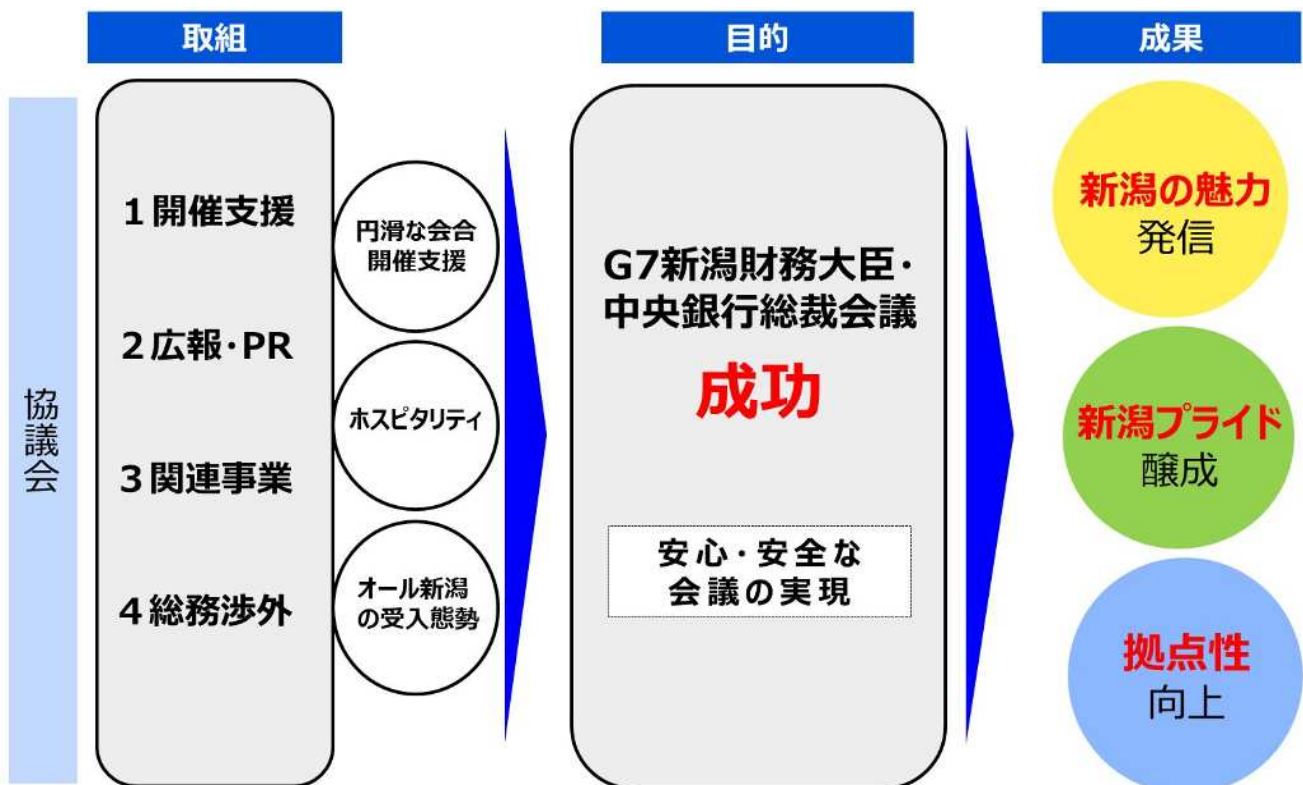 取組
目的
成果
協議会
1 開催支援
2 広報・PR
3 関連事業
4 総務渉外
円滑な会合
開催支援
ホスピタリティ
オール新潟
の受入態勢
G7新潟財務大臣・
中央銀行総裁会議
成功
安心・安全な
会議の実現
新潟の魅力
発信
新潟プライド
醸成
拠点性
向上